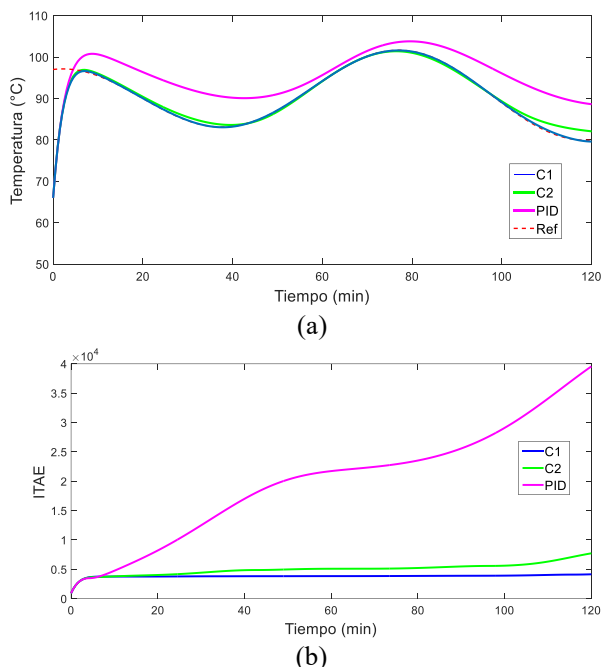 110
100
90
80
70
60
50
Temperatura (°C)
C1
C2
PID
Ref
0 20 40 60 80 100 120
Tiempo (min)
(a)
×10⁴
4
3.5
3
2.5
2
1.5
1
0.5
0
ITAE
C1
C2
PID
0 20 40 60 80 100 120
Tiempo (min)
(b)